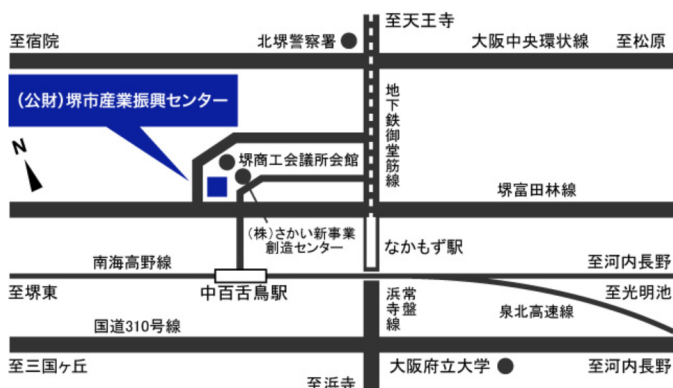 至天王寺
至宿院
北堺警察署
大阪中央環状線
至松原
(公財)堺市産業振興センター
地下鉄御堂筋線
N
堺商工会議所会館
堺富田林線
(株)さかい新事業
創造センター
なかもず駅
南海高野線
至河内長野
至堺東
中百舌鳥駅
常磐
浜寺線
至光明池
泉北高速線
国道310号線
至三国ヶ丘
大阪府立大学
至河内長野
至浜寺